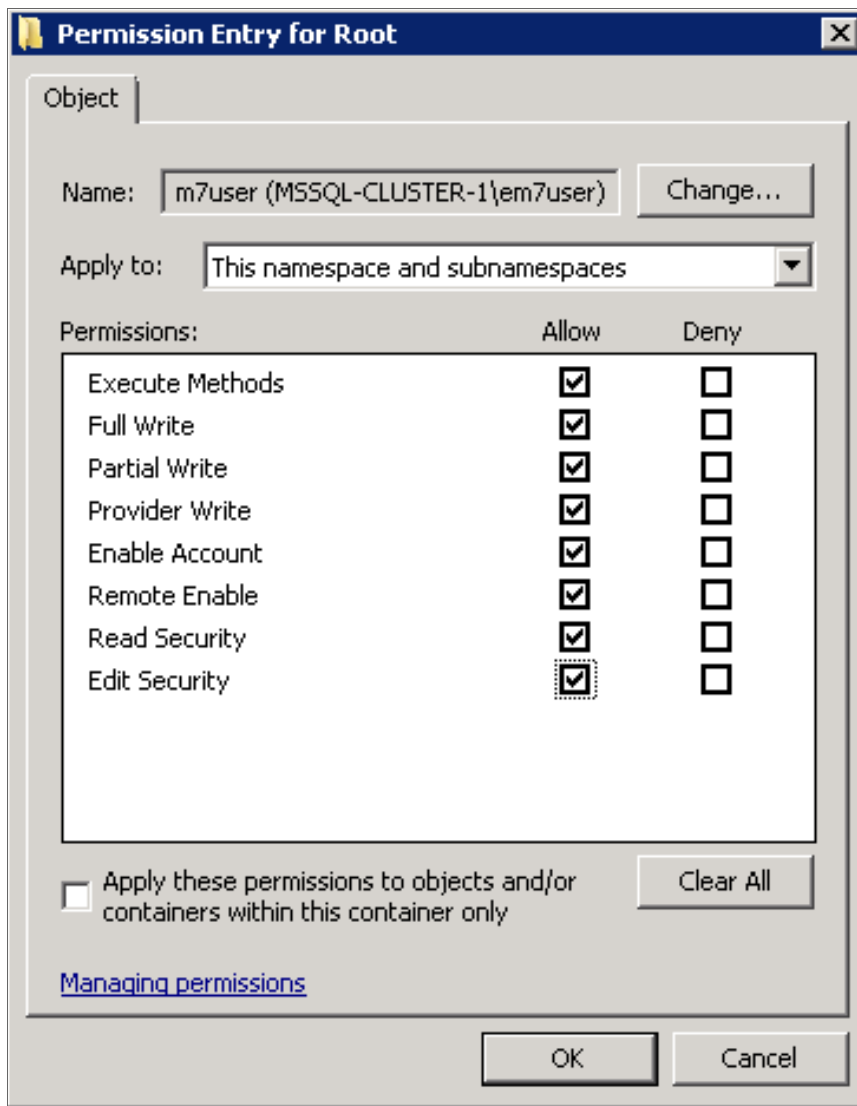 Permission Entry for Root
Object
Name: m7user (MSSQL-CLUSTER-1\em7user) Change...
Apply to: This namespace and subnamespaces
Permissions: Allow Deny
Execute Methods
Full Write
Partial Write
Provider Write
Enable Account
Remote Enable
Read Security
Edit Security
Apply these permissions to objects and/or
containers within this container only
Clear All
Managing permissions
OK Cancel